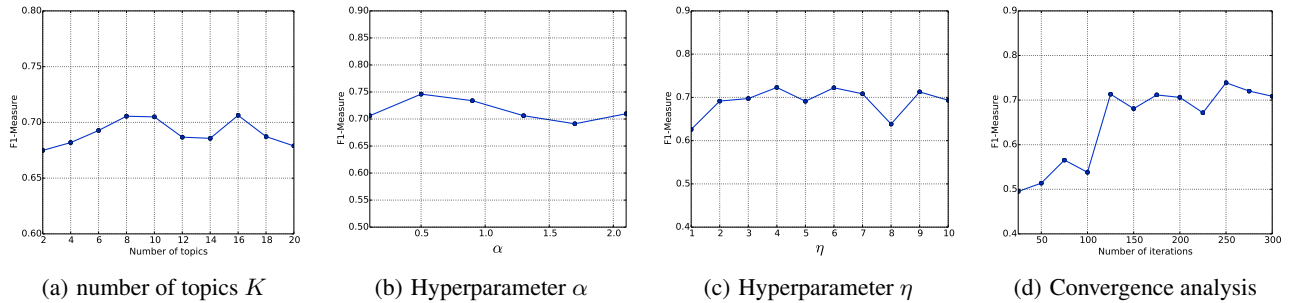 0.80
0.75
0.70
0.65
0.60
F1-Measure
2 4 6 8 10 12 14 16 18 20
Number of topics
(a) number of topics K
0.90
0.85
0.80
0.75
0.70
0.65
0.60
0.55
0.50
F1-Measure
0.5 1.0 1.5 2.0
α
(b) Hyperparameter α
0.9
0.8
0.7
0.6
0.5
0.4
F1-Measure
1 2 3 4 5 6 7 8 9 10
η
(c) Hyperparameter η
0.9
0.8
0.7
0.6
0.5
0.4
F1-Measure
50 100 150 200 250 300
Number of iterations
(d) Convergence analysis